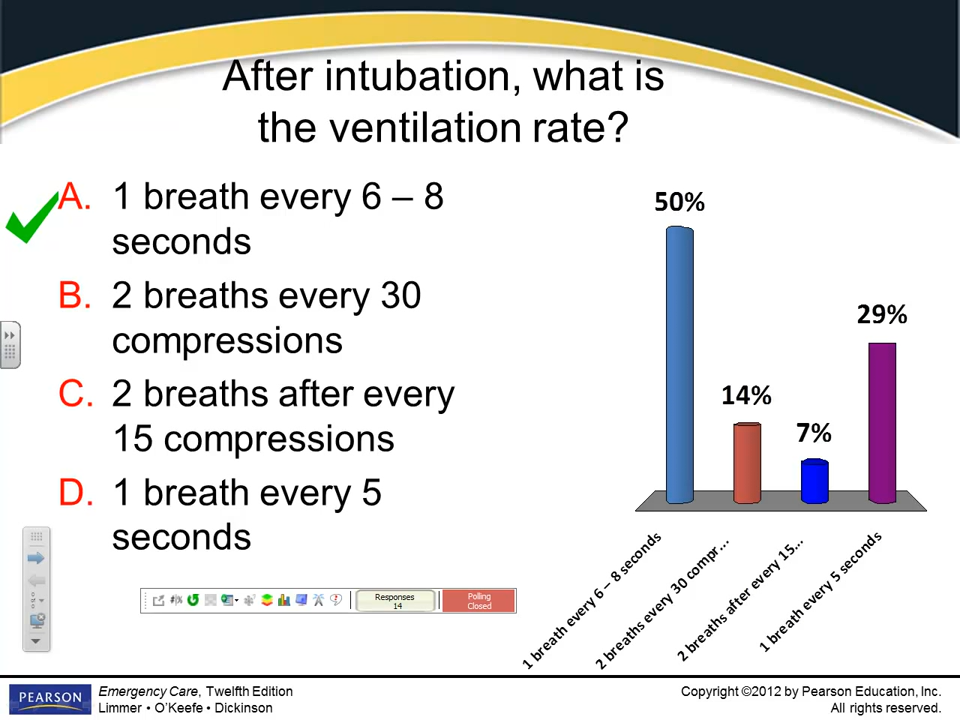 After intubation, what is
the ventilation rate?
A. 1 breath every 6 – 8
seconds
B. 2 breaths every 30
compressions
C. 2 breaths after every
15 compressions
D. 1 breath every 5
seconds
50%
14%
7%
29%
1 breath every 6 – 8 seconds
2 breaths every 30 compr...
2 breaths after every 15...
1 breath every 5 seconds
Responses
14
Polling
Closed
PEARSON
Emergency Care, Twelfth Edition
Limmer • O'Keefe • Dickinson
Copyright ©2012 by Pearson Education, Inc.
All rights reserved.